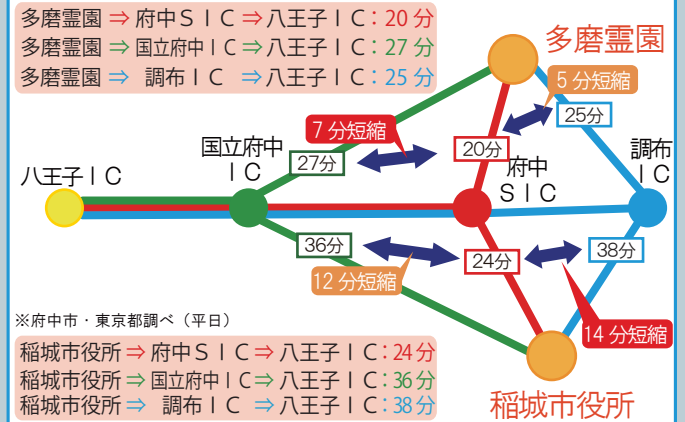 多磨霊園⇒府中ＳＩＣ⇒八王子ＩＣ：20分
多磨霊園⇒国立府中ＩＣ⇒八王子ＩＣ：27分
多磨霊園⇒ 調布ＩＣ ⇒八王子ＩＣ：25分
多磨霊園
5分短縮
25分
7分短縮
20分
27分
国立府中
ＩＣ
八王子ＩＣ
府中
ＳＩＣ
調布
ＩＣ
36分
24分
38分
12分短縮
14分短縮
※府中市・東京都調べ（平日）
稲城市役所⇒府中ＳＩＣ⇒八王子ＩＣ：24分
稲城市役所⇒国立府中ＩＣ⇒八王子ＩＣ：36分
稲城市役所⇒ 調布ＩＣ ⇒八王子ＩＣ：38分
稲城市役所